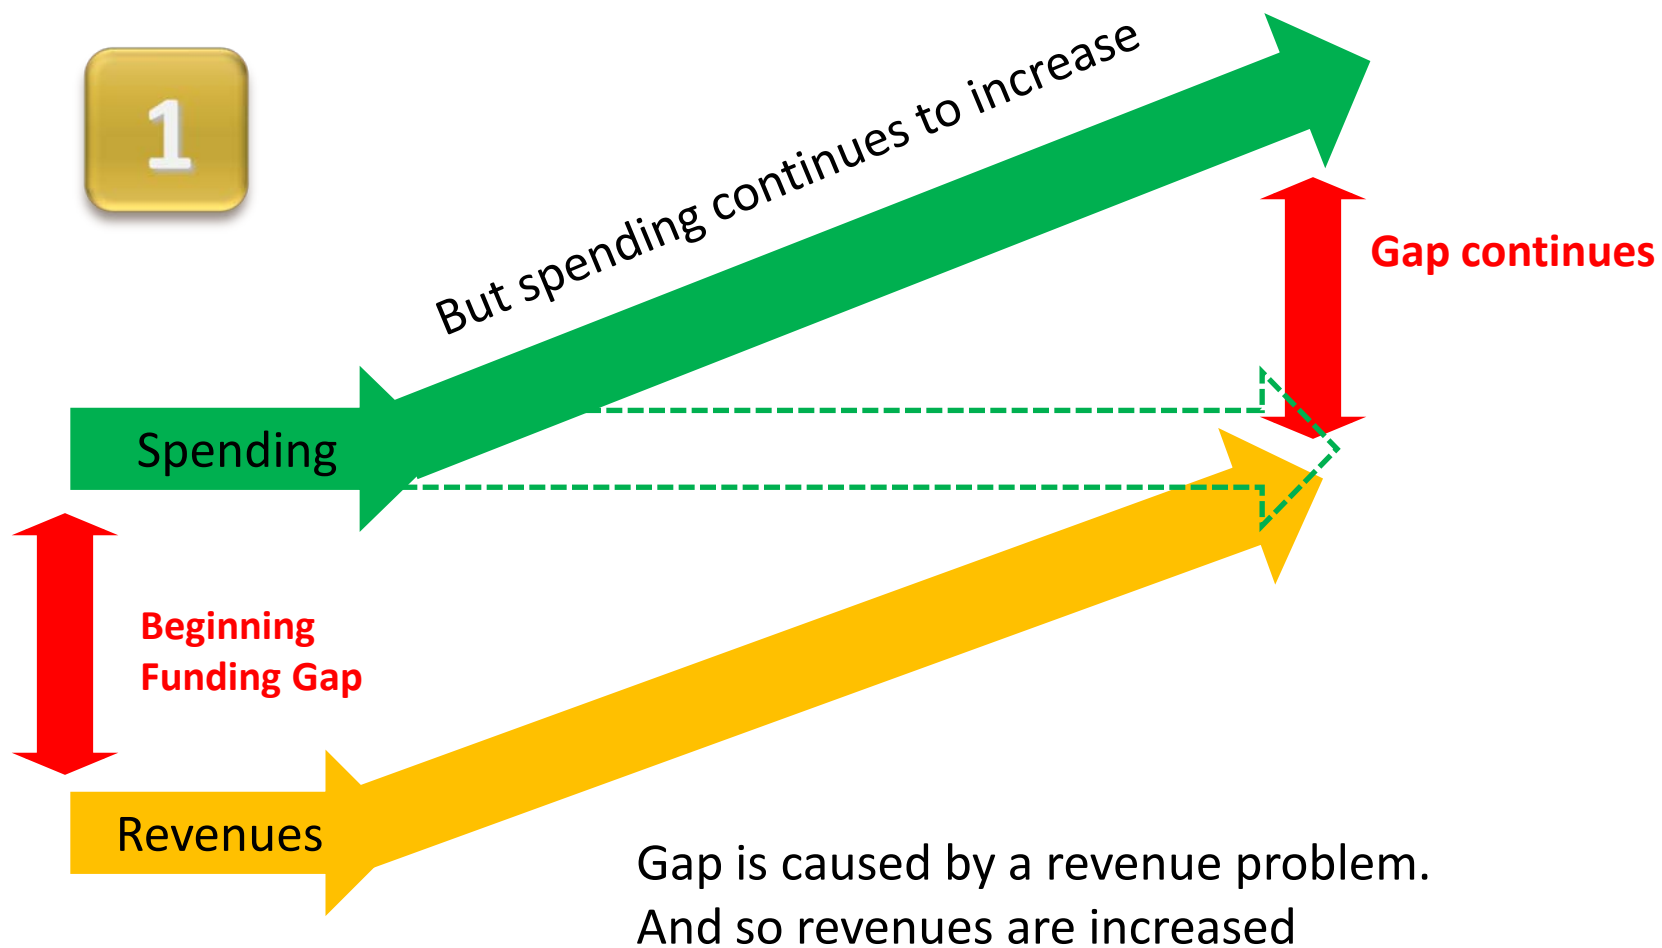 1
But spending continues to increase
Gap continues
Spending
Beginning
Funding Gap
Revenues
Gap is caused by a revenue problem.
And so revenues are increased